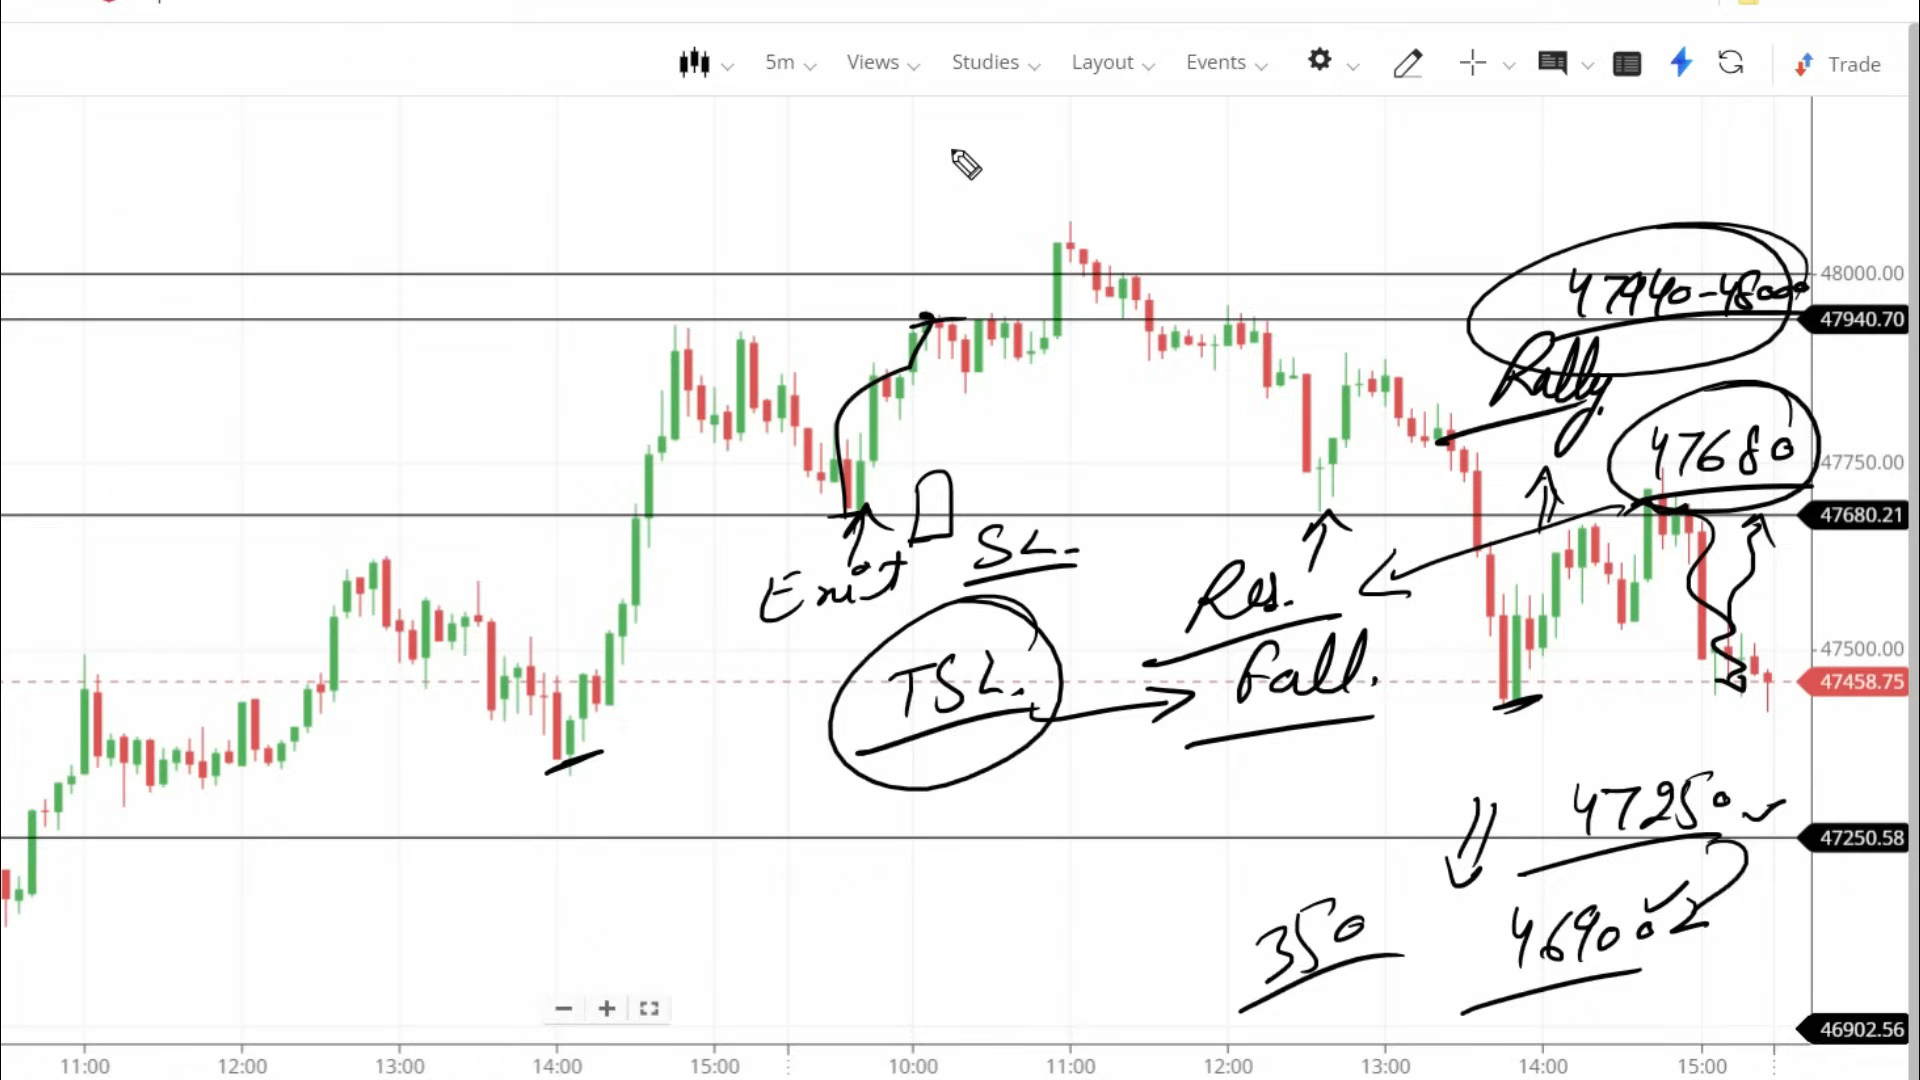 5m Views Studies Layout Events Trade
48000.00
47940-48000
47940.70
Rally
47750.00
47680
47680.21
Exist SL.
Res.
47500.00
TSL. Fall.
47458.75
47250
47250.58
350
46900
46902.56
11:00 12:00 13:00 14:00 15:00 10:00 11:00 12:00 13:00 14:00 15:00